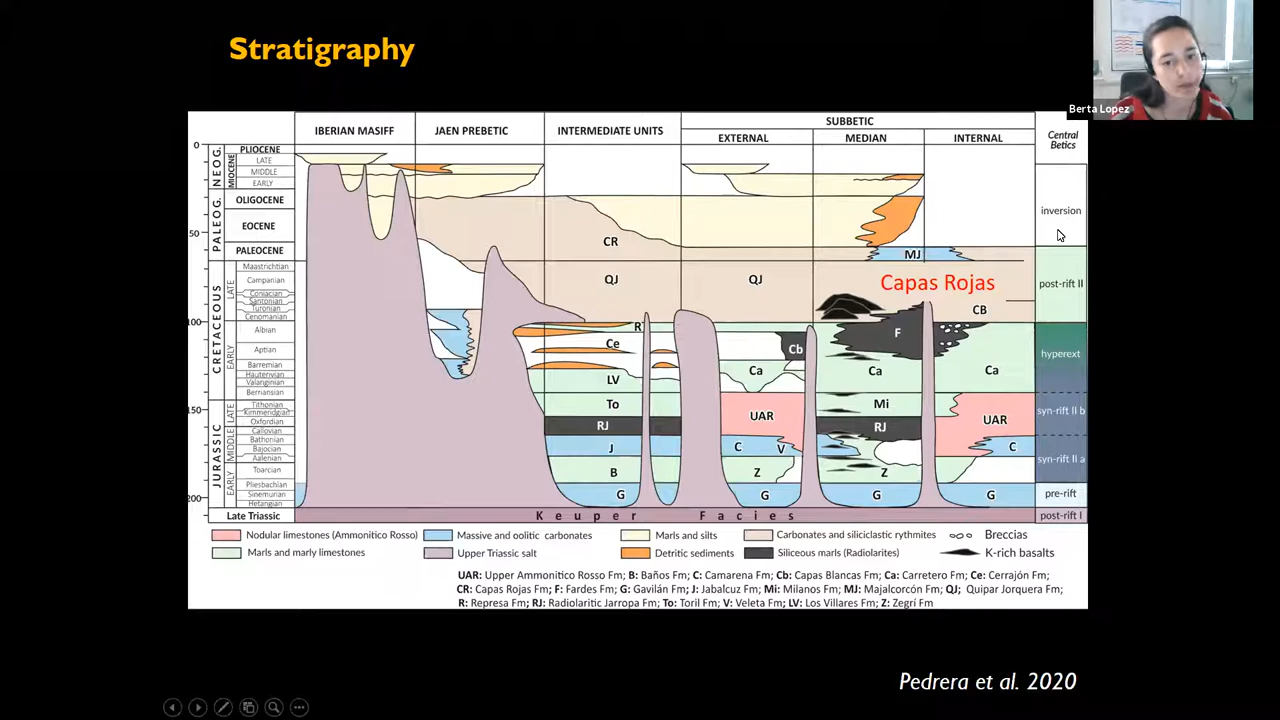 Stratigraphy
Berta Lopez
SUBBETIC
IBERIAN MASIFF JAEN PREBETIC INTERMEDIATE UNITS EXTERNAL MEDIAN INTERNAL Central Betics
0
50
100
150
200
NEOG.
PALEOG.
CRETACEOUS
JURASSIC
MIOCENE
LATE
EARLY
LATE
MIDDLE
EARLY
PLIOCENE
LATE
MIDDLE
EARLY
OLIGOCENE
EOCENE
PALEOCENE
Maastrichtian
Campanian
Coniacian
Santonian
Turonian
Cenomanian
Albian
Aptian
Barremian
Hauterivian
Valanginian
Berriansian
Tithonian
Kimmeridgian
Oxfordian
Callovian
Bathonian
Bajocian
Aalenian
Toarcian
Pliesbachian
Sinemurian
Hetangian
Late Triassic
CR
QJ
R
Ce
LV
To
RJ
J
B
G
QJ
Cb
Ca
UAR
C
V
Z
G
MJ
Capas Rojas
CB
F
Ca
Mi
RJ
Z
G
Ca
UAR
C
G
Keuper Facies
inversion
post-rift II
hyperext
syn-rift II b
syn-rift II a
pre-rift
post-rift I
Nodular limestones (Ammonitico Rosso) Massive and oolitic carbonates Marls and silts Carbonates and siliciclastic rythmites Breccias
Marls and marly limestones Upper Triassic salt Detritic sediments Siliceous marls (Radiolarites) K-rich basalts
UAR: Upper Ammonitico Rosso Fm; B: Baños Fm; C: Camarena Fm; Cb: Capas Blancas Fm; Ca: Carretero Fm; Ce: Cerrajón Fm;
CR: Capas Rojas Fm; F: Fardes Fm; G: Gavilán Fm; J: Jabalcuz Fm; Mi: Milanos Fm; MJ: Majalcorcón Fm; QJ; Quipar Jorquera Fm;
R: Represa Fm; RJ: Radiolaritic Jarropa Fm; To: Toril Fm; V: Veleta Fm; LV: Los Villares Fm; Z: Zegrí Fm
Pedrera et al. 2020